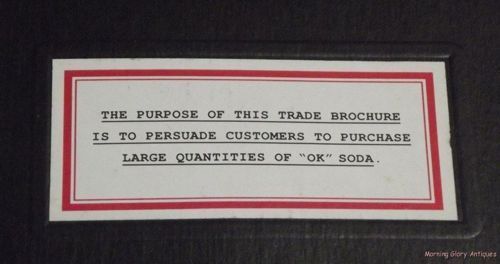 THE PURPOSE OF THIS TRADE BROCHURE
IS TO PERSUADE CUSTOMERS TO PURCHASE
LARGE QUANTITIES OF “OK” SODA.
Morning Glory Antiques